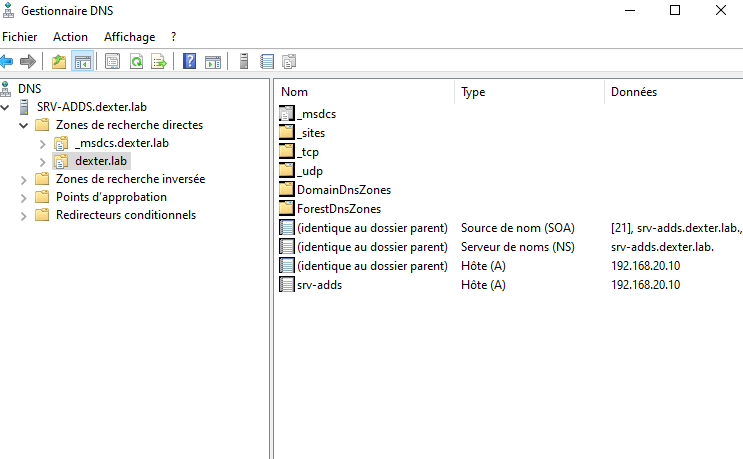 Gestionnaire DNS
Fichier Action Affichage ?
DNS
SRV-ADDS.dexter.lab
Zones de recherche directes
_msdcs.dexter.lab
dexter.lab
Zones de recherche inversée
Points d'approbation
Redirecteurs conditionnels
Nom Type Données
_msdcs
_sites
_tcp
_udp
DomainDnsZones
ForestDnsZones
(identique au dossier parent) Source de nom (SOA) [21], srv-adds.dexter.lab.,
(identique au dossier parent) Serveur de noms (NS) srv-adds.dexter.lab.
(identique au dossier parent) Hôte (A) 192.168.20.10
srv-adds Hôte (A) 192.168.20.10